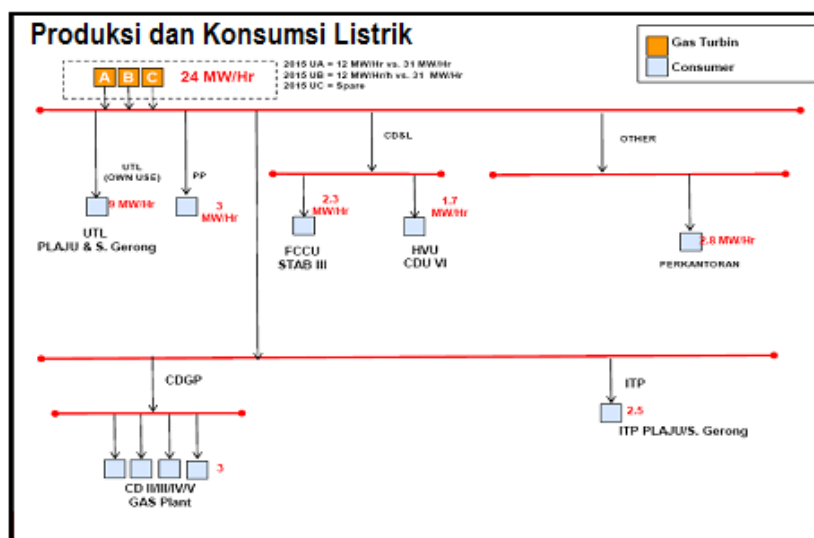 Produksi dan Konsumsi Listrik
Gas Turbin
Consumer
A B C
24 MW/Hr
2015 UA = 12 MW/Hr vs. 31 MW/Hr
2015 UB = 12 MW/Hr/h vs. 31 MW/Hr
2015 UC = Spare
UTL
(OWN USE)
PP
CD&L
OTHER
9 MW/Hr
3
MW/Hr
2.3
MW/Hr
1.7
MW/Hr
2.8 MW/Hr
UTL
PLAJU & S. Gerong
FCCU
STAB III
HVU
CDU VI
PERKANTORAN
CDGP
ITP
2.5
ITP PLAJU/S. Gerong
3
CD II/III/IV/V
GAS Plant